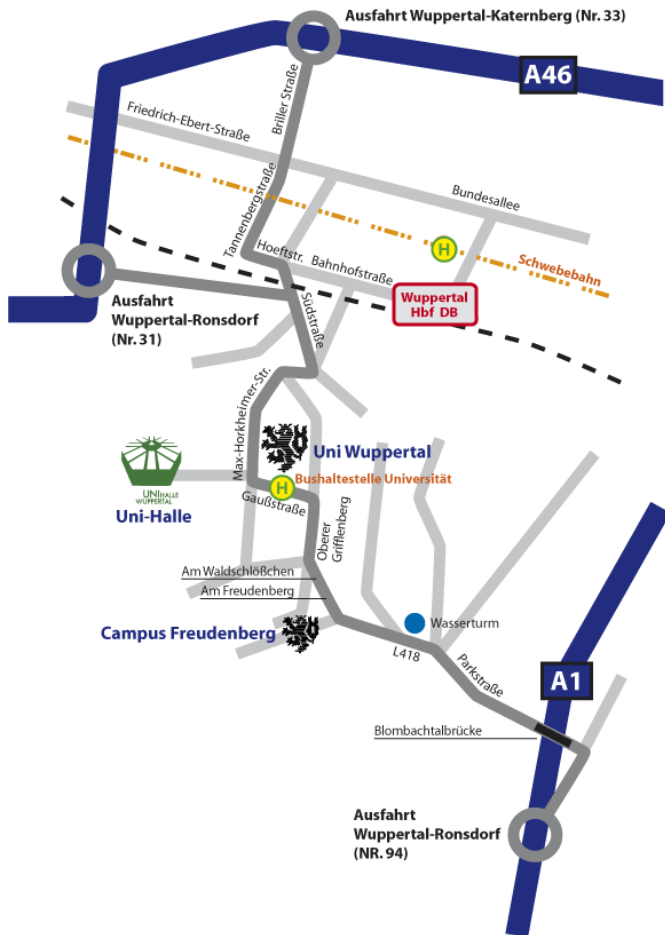 Ausfahrt Wuppertal-Katernberg (Nr. 33)
A46
Briller Straße
Friedrich-Ebert-Straße
Tannenbergstraße
Bundesallee
Hoeftstr.
Bahnhofstraße
H
Schwebebahn
Wuppertal
Hbf DB
Ausfahrt
Wuppertal-Ronsdorf
(Nr. 31)
Südstraße
Max-Horkheimer-Str.
Uni Wuppertal
UNIHALLE
WUPPERTAL
Uni-Halle
H
Bushaltestelle Universität
Gaußstraße
Oberer
Grifflenberg
Am Waldschlößchen
Am Freudenberg
Campus Freudenberg
Wasserturm
L418
Parkstraße
A1
Blombachtalbrücke
Ausfahrt
Wuppertal-Ronsdorf
(NR. 94)